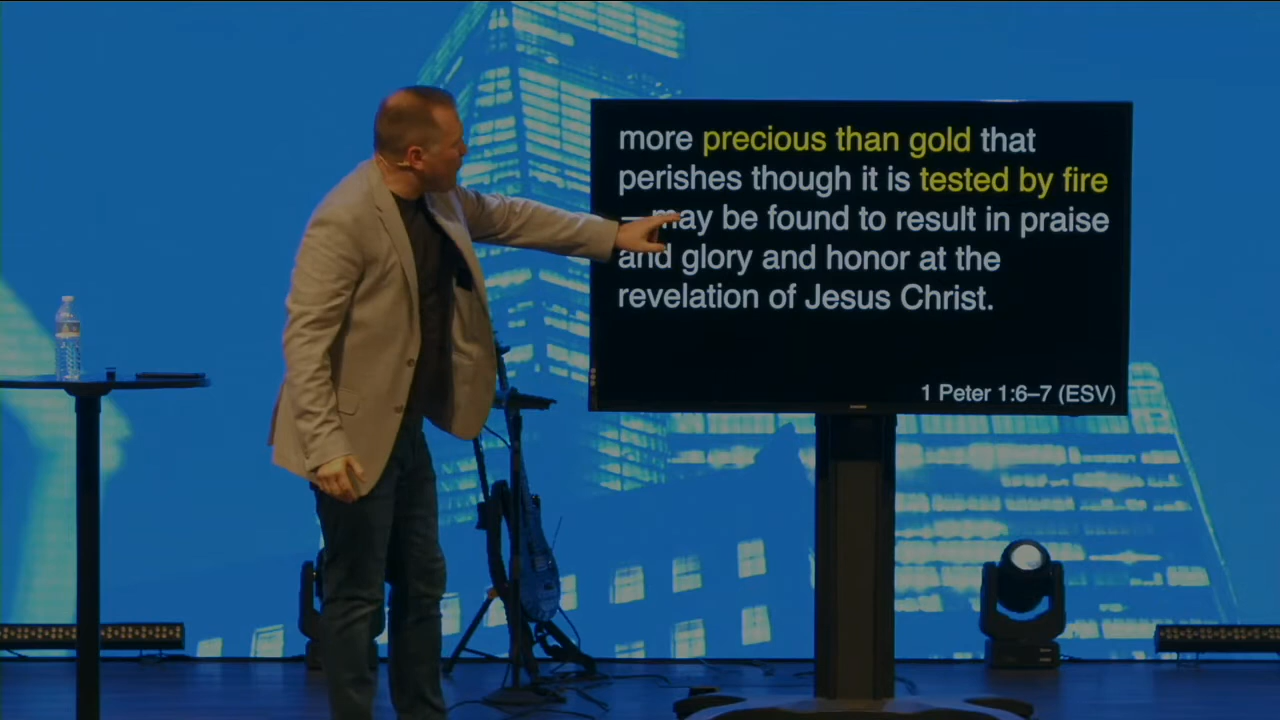 more precious than gold that
perishes though it is tested by fire
—may be found to result in praise
and glory and honor at the
revelation of Jesus Christ.
1 Peter 1:6–7 (ESV)